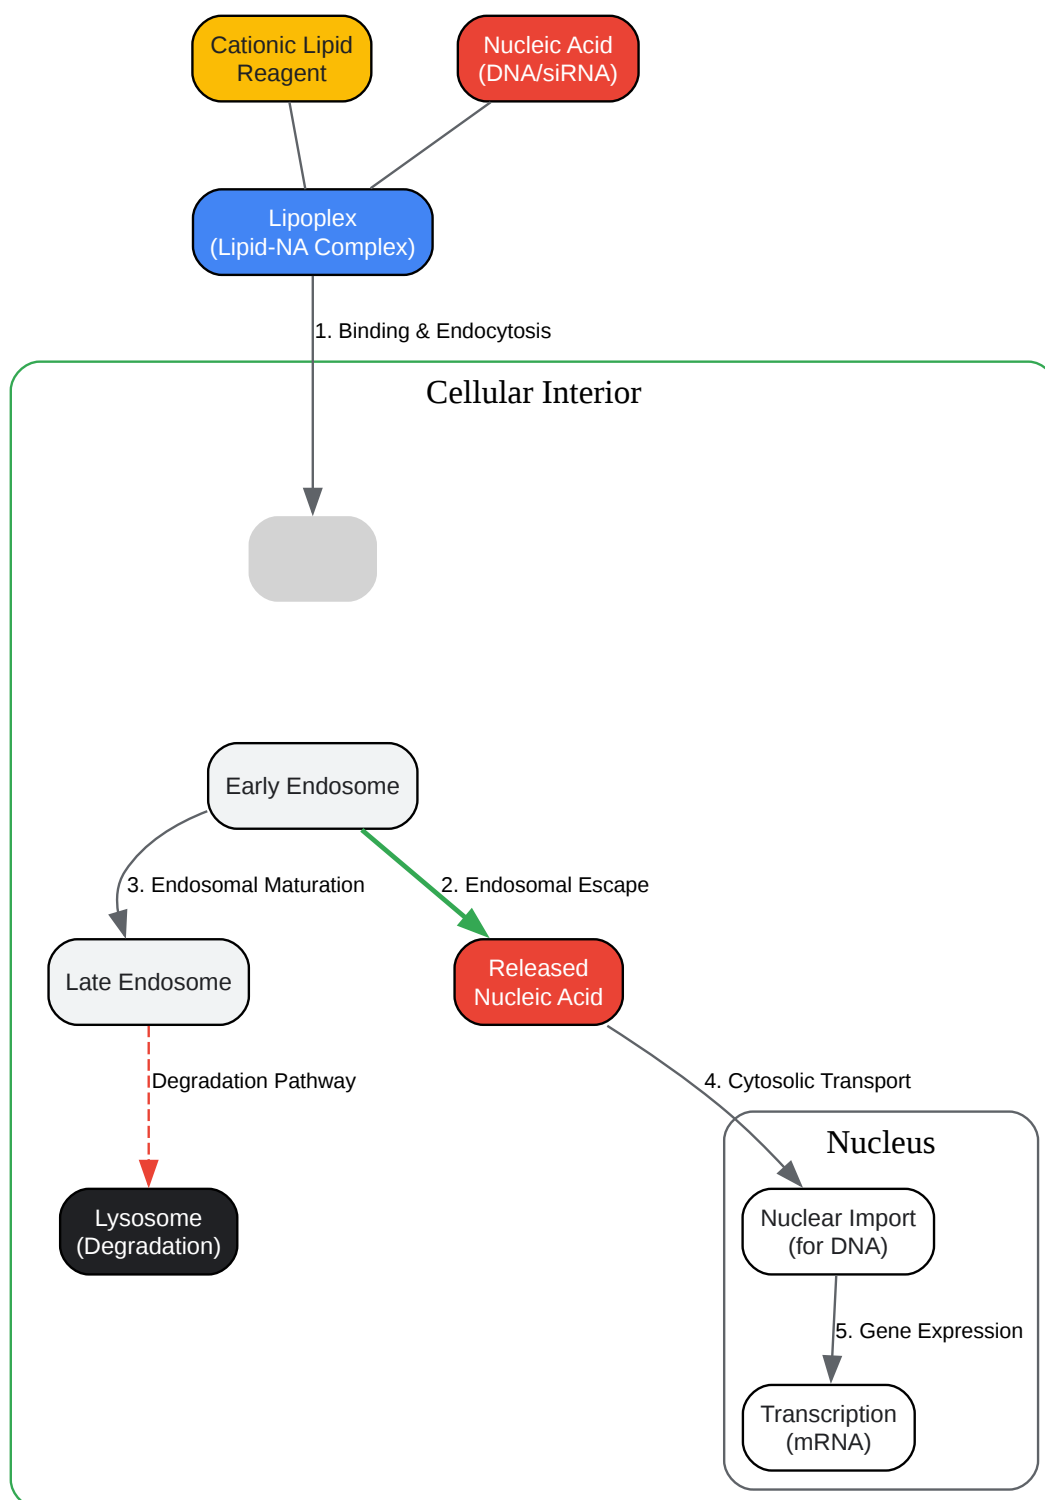 Cationic Lipid
Reagent
Nucleic Acid
(DNA/siRNA)
Lipoplex
(Lipid-NA Complex)
1. Binding & Endocytosis
Cellular Interior
Early Endosome
3. Endosomal Maturation
2. Endosomal Escape
Late Endosome
Released
Nucleic Acid
Degradation Pathway
4. Cytosolic Transport
Nucleus
Lysosome
(Degradation)
Nuclear Import
(for DNA)
5. Gene Expression
Transcription
(mRNA)